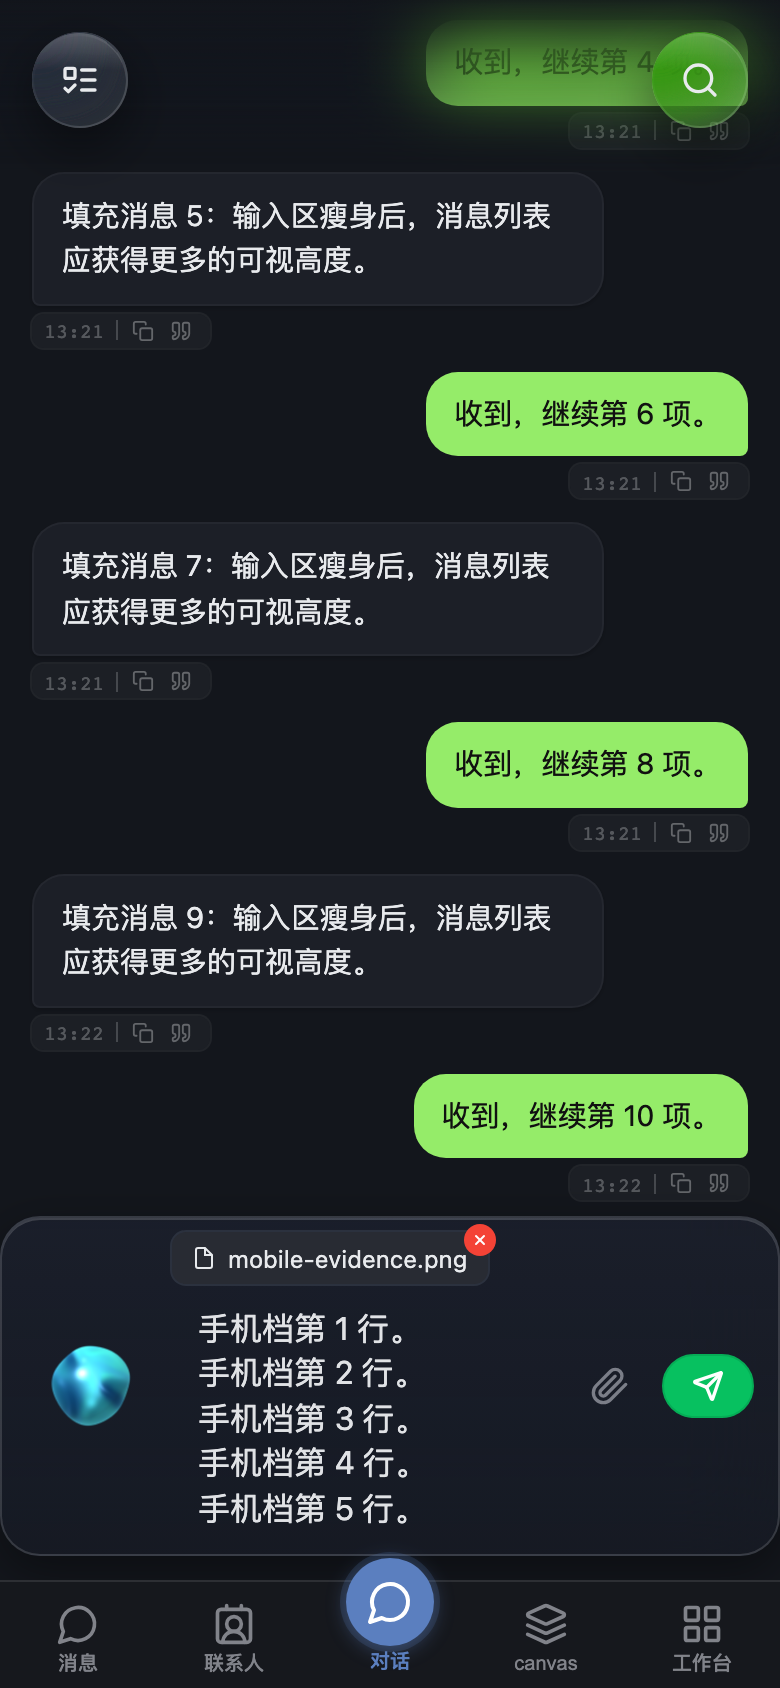 收到，继续第 4
13:21
填充消息 5：输入区瘦身后，消息列表
应获得更多的可视高度。
13:21
收到，继续第 6 项。
13:21
填充消息 7：输入区瘦身后，消息列表
应获得更多的可视高度。
13:21
收到，继续第 8 项。
13:21
填充消息 9：输入区瘦身后，消息列表
应获得更多的可视高度。
13:22
收到，继续第 10 项。
13:22
mobile-evidence.png
手机档第 1 行。
手机档第 2 行。
手机档第 3 行。
手机档第 4 行。
手机档第 5 行。
消息
联系人
对话
canvas
工作台